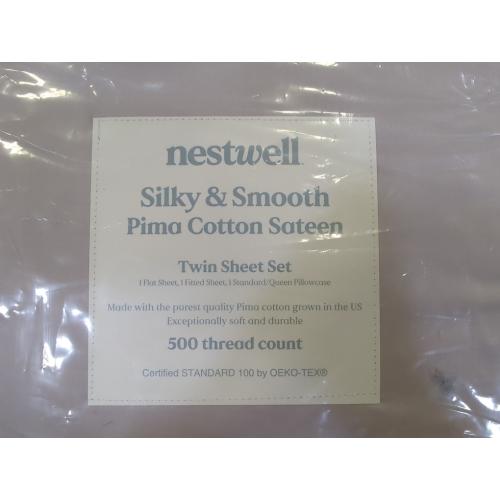 nestwell
Silky & Smooth
Pima Cotton Sateen
Twin Sheet Set
1 Flat Sheet, 1 Fitted Sheet, 1 Standard/Queen Pillowcase
Made with the purest quality Pima cotton grown in the US
Exceptionally soft and durable
500 thread count
Certified STANDARD 100 by OEKO-TEX®